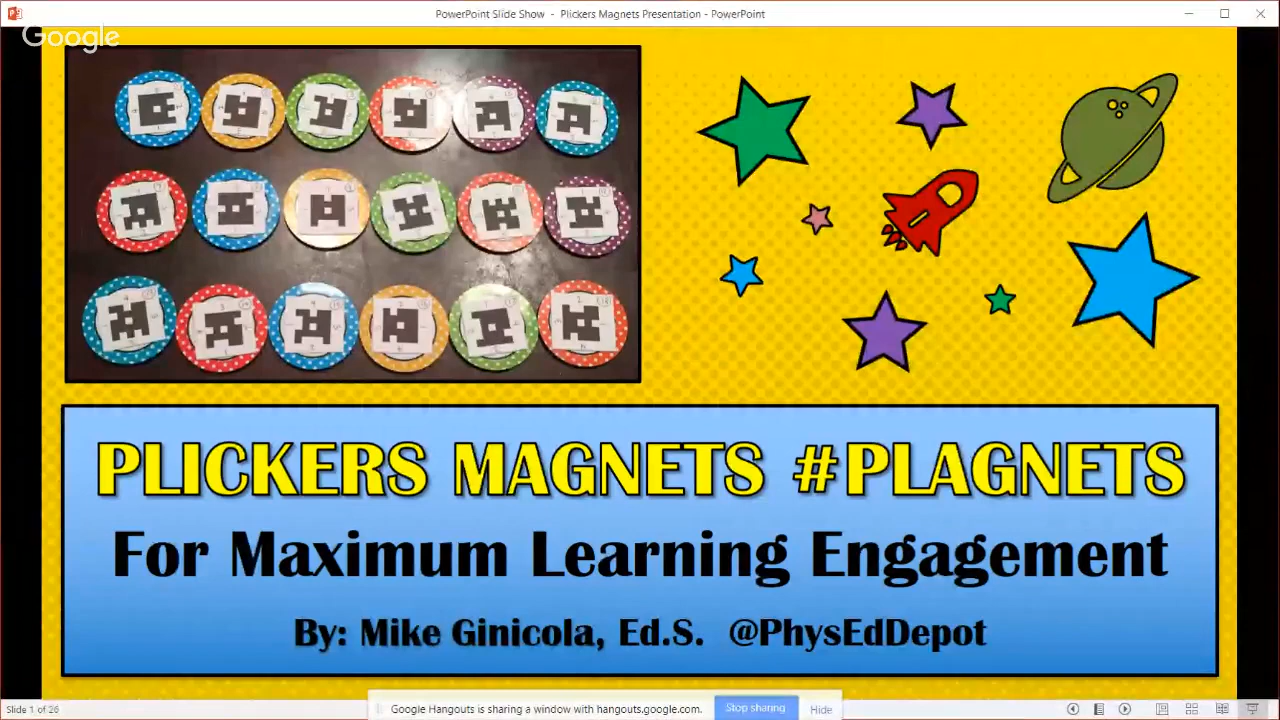 PowerPoint Slide Show - Plickers Magnets Presentation - PowerPoint
Google
PLICKERS MAGNETS #PLAGNETS
For Maximum Learning Engagement
By: Mike Ginicola, Ed.S. @PhysEdDepot
Slide 1 of 26
Google Hangouts is sharing a window with hangouts.google.com.
Stop sharing
Hide